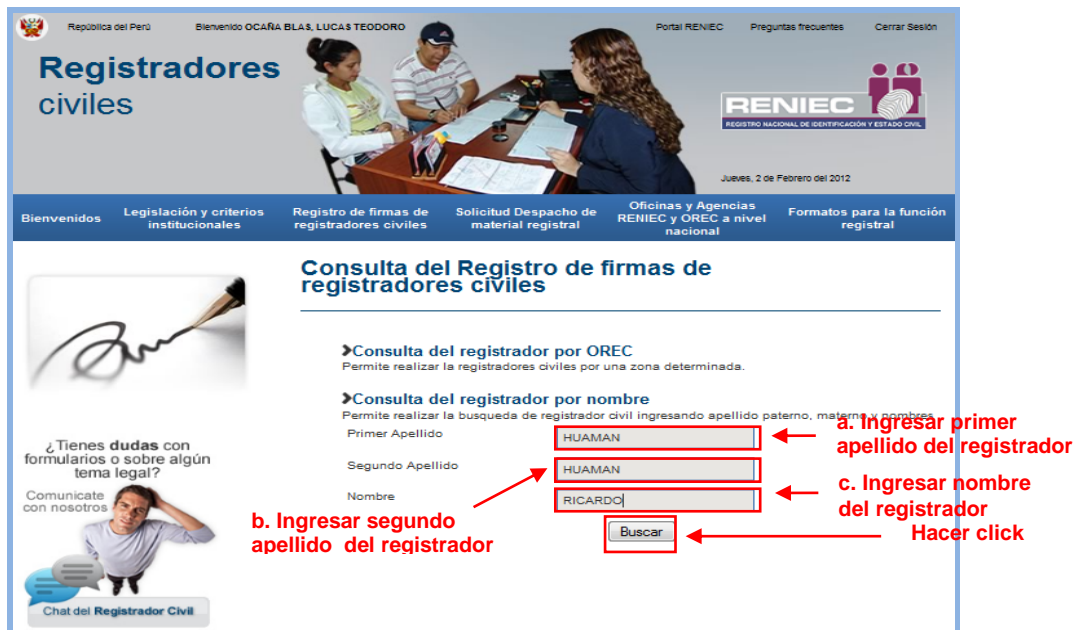 República del Perú Bienvenido OCAÑA BLAS, LUCAS TEODORO Portal RENIEC Preguntas frecuentes Cerrar Sesión
Registradores
civiles
RENIEC
REGISTRO NACIONAL DE IDENTIFICACIÓN Y ESTADO CIVIL
Jueves, 2 de Febrero del 2012
Bienvenidos
Legislación y criterios
institucionales
Registro de firmas de
registradores civiles
Solicitud Despacho de
material registral
Oficinas y Agencias
RENIEC y OREC a nivel
nacional
Formatos para la función
registral
Consulta del Registro de firmas de
registradores civiles
Consulta del registrador por OREC
Permite realizar la registradores civiles por una zona determinada.
Consulta del registrador por nombre
Permite realizar la busqueda de registrador civil ingresando apellido paterno, materno y nombres
Primer Apellido HUAMAN
a. Ingresar primer
apellido del registrador
Segundo Apellido HUAMAN
b. Ingresar segundo
apellido del registrador
Nombre RICARDO
c. Ingresar nombre
del registrador
Buscar
Hacer click
¿Tienes dudas con
formularios o sobre algún
tema legal?
Comunicate
con nosotros
Chat del Registrador Civil